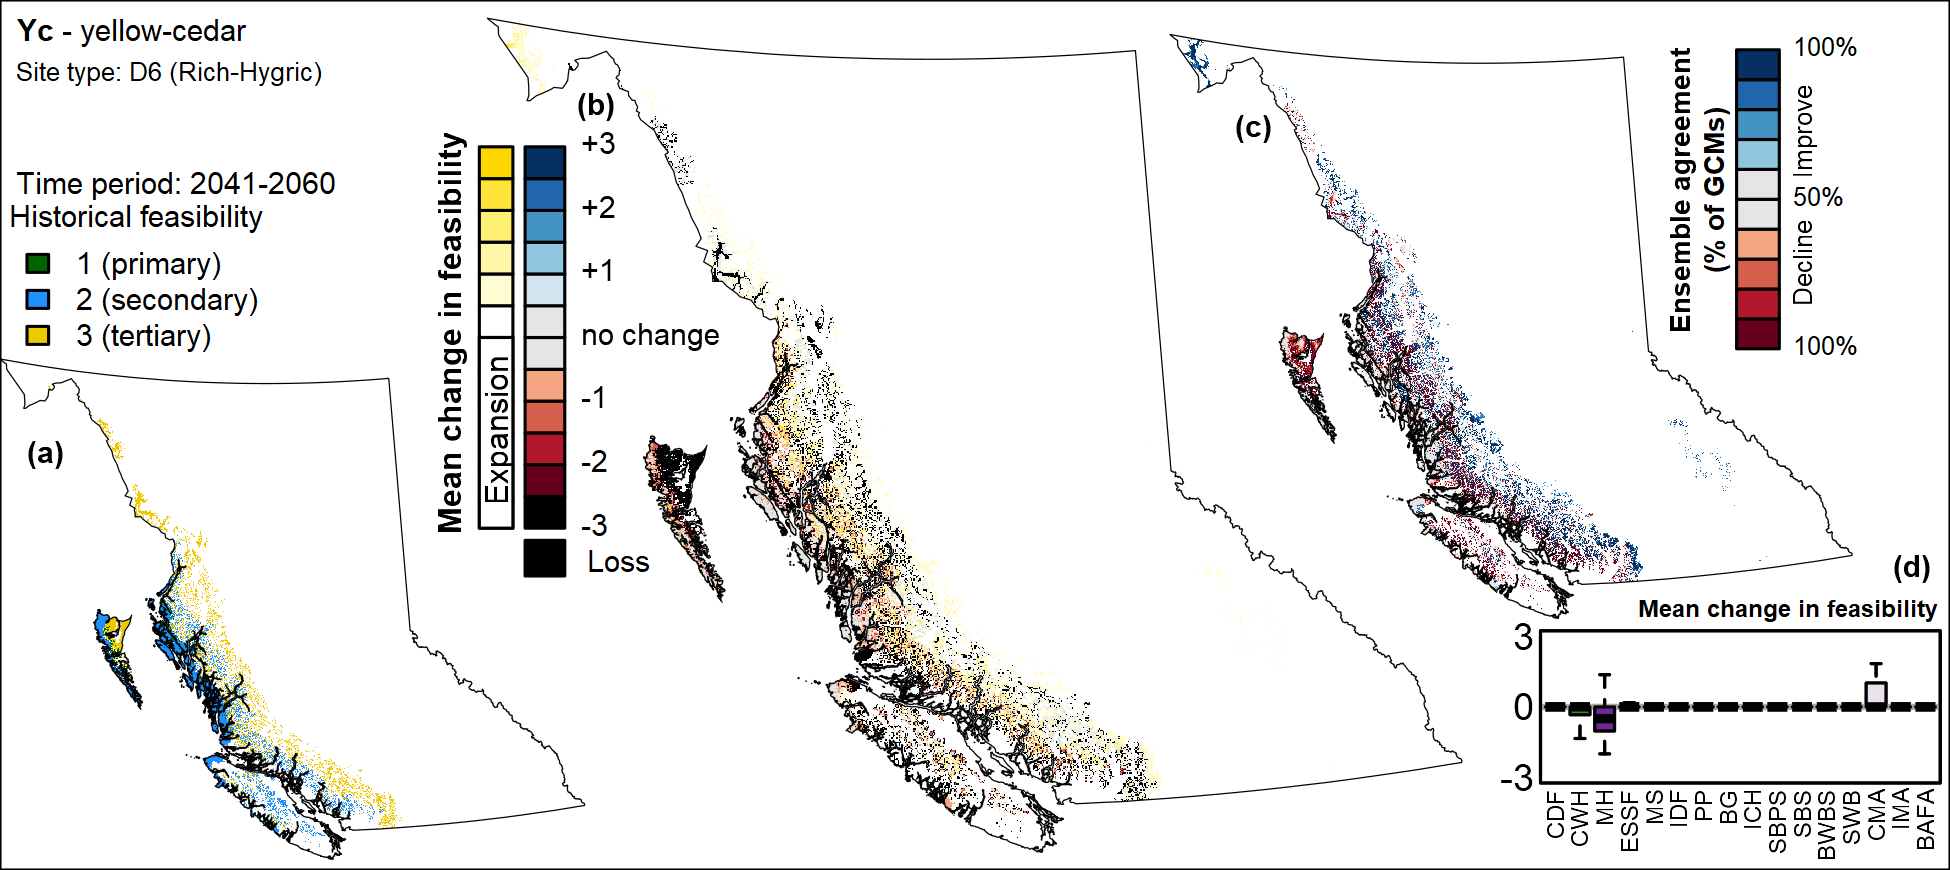 Yc - yellow-cedar
Site type: D6 (Rich-Hygric)
Time period: 2041-2060
Historical feasibility
1 (primary)
2 (secondary)
3 (tertiary)
(a)
(b)
Mean change in feasibility
Expansion
+3
+2
+1
no change
-1
-2
-3
Loss
(c)
Ensemble agreement
(% of GCMs)
100%
Improve
50%
Decline
100%
(d)
Mean change in feasibility
3
0
-3
CDF
CWH
MH
ESSF
MS
IDF
PP
BG
ICH
SBPS
SBS
BWBS
SWB
CMA
IMA
BAFA